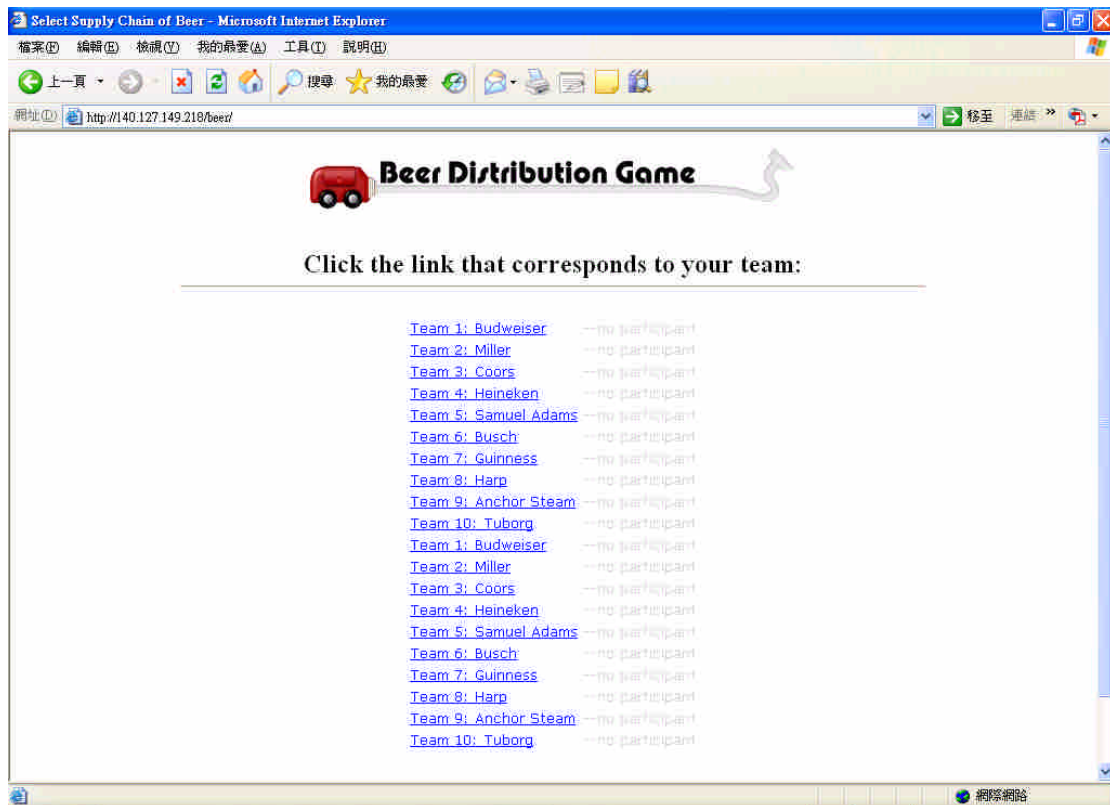 Select Supply Chain of Beer - Microsoft Internet Explorer
檔案(F) 編輯(E) 檢視(V) 我的最愛(A) 工具(T) 說明(H)
上一頁 搜尋 我的最愛
網址(D) http://140.127.149.218/beer/ 移至 連結 »
Beer Distribution Game
Click the link that corresponds to your team:
Team 1: Budweiser --no participant
Team 2: Miller --no participant
Team 3: Coors --no participant
Team 4: Heineken --no participant
Team 5: Samuel Adams --no participant
Team 6: Busch --no participant
Team 7: Guinness --no participant
Team 8: Harp --no participant
Team 9: Anchor Steam --no participant
Team 10: Tuborg --no participant
Team 1: Budweiser --no participant
Team 2: Miller --no participant
Team 3: Coors --no participant
Team 4: Heineken --no participant
Team 5: Samuel Adams --no participant
Team 6: Busch --no participant
Team 7: Guinness --no participant
Team 8: Harp --no participant
Team 9: Anchor Steam --no participant
Team 10: Tuborg --no participant
網際網路